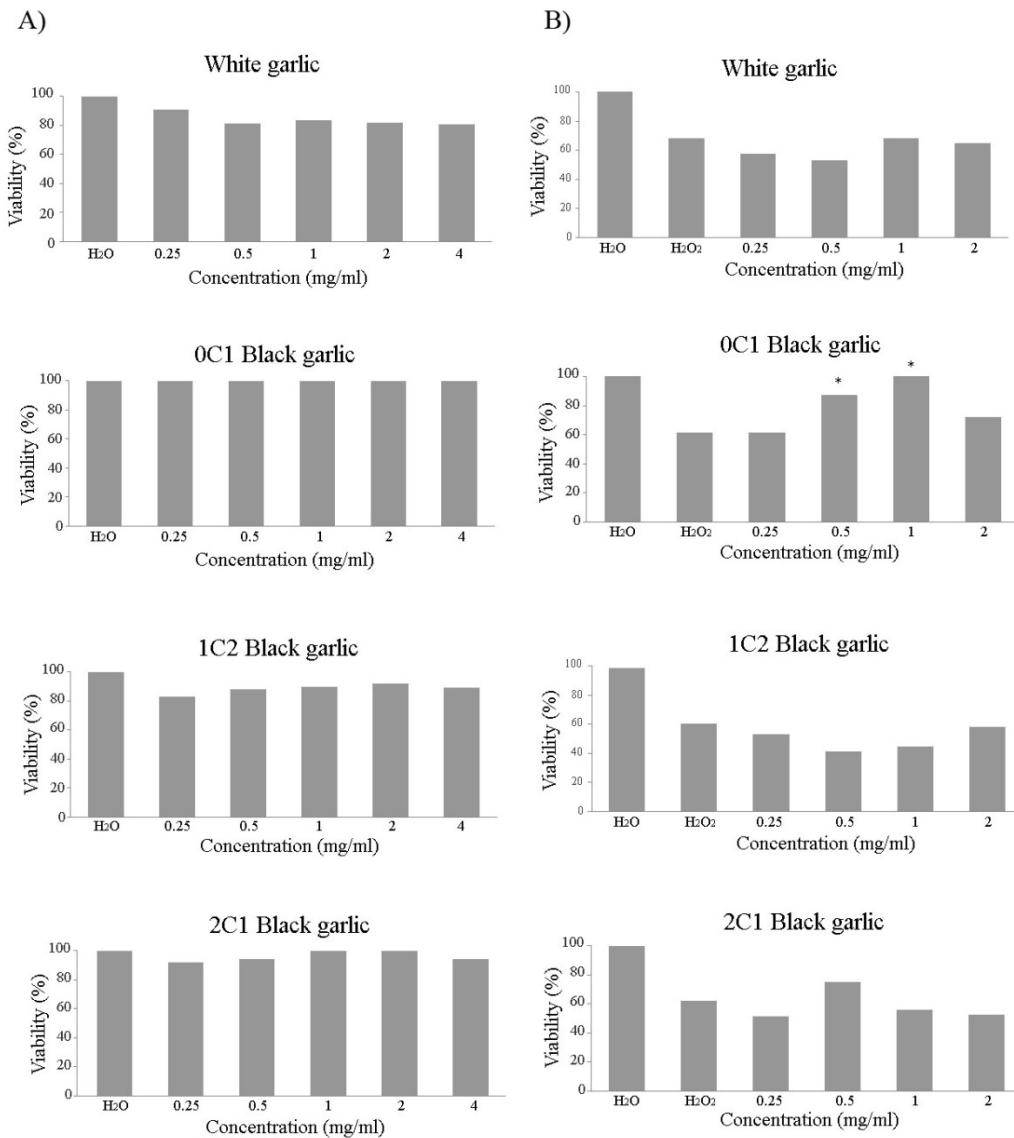 A)
White garlic
Viability (%)
100
80
60
40
20
0
H₂O 0.25 0.5 1 2 4
Concentration (mg/ml)
0C1 Black garlic
Viability (%)
100
80
60
40
20
0
H₂O 0.25 0.5 1 2 4
Concentration (mg/ml)
1C2 Black garlic
Viability (%)
100
80
60
40
20
0
H₂O 0.25 0.5 1 2 4
Concentration (mg/ml)
2C1 Black garlic
Viability (%)
100
80
60
40
20
0
H₂O 0.25 0.5 1 2 4
Concentration (mg/ml)
B)
White garlic
Viability (%)
100
80
60
40
20
0
H₂O H₂O₂ 0.25 0.5 1 2
Concentration (mg/ml)
0C1 Black garlic
Viability (%)
100
80
60
40
20
0
* *
H₂O H₂O₂ 0.25 0.5 1 2
Concentration (mg/ml)
1C2 Black garlic
Viability (%)
100
80
60
40
20
0
H₂O H₂O₂ 0.25 0.5 1 2
Concentration (mg/ml)
2C1 Black garlic
Viability (%)
100
80
60
40
20
0
H₂O H₂O₂ 0.25 0.5 1 2
Concentration (mg/ml)